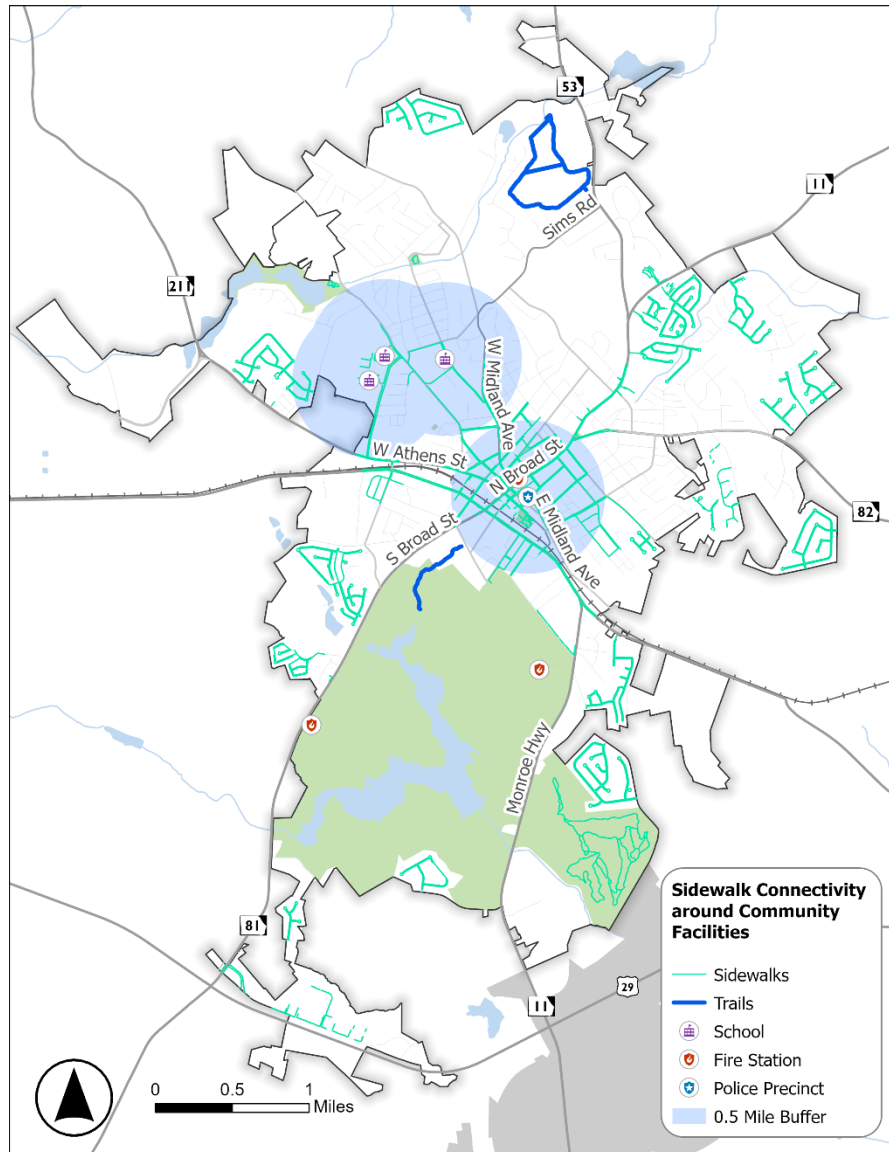 53
11
Sims Rd
211
W Midland Ave
W Athens St
N Broad St
E Midland Ave
82
S Broad St
Monroe Hwy
81
29
11
Sidewalk Connectivity
around Community
Facilities
Sidewalks
Trails
School
Fire Station
Police Precinct
0.5 Mile Buffer
0 0.5 1
Miles